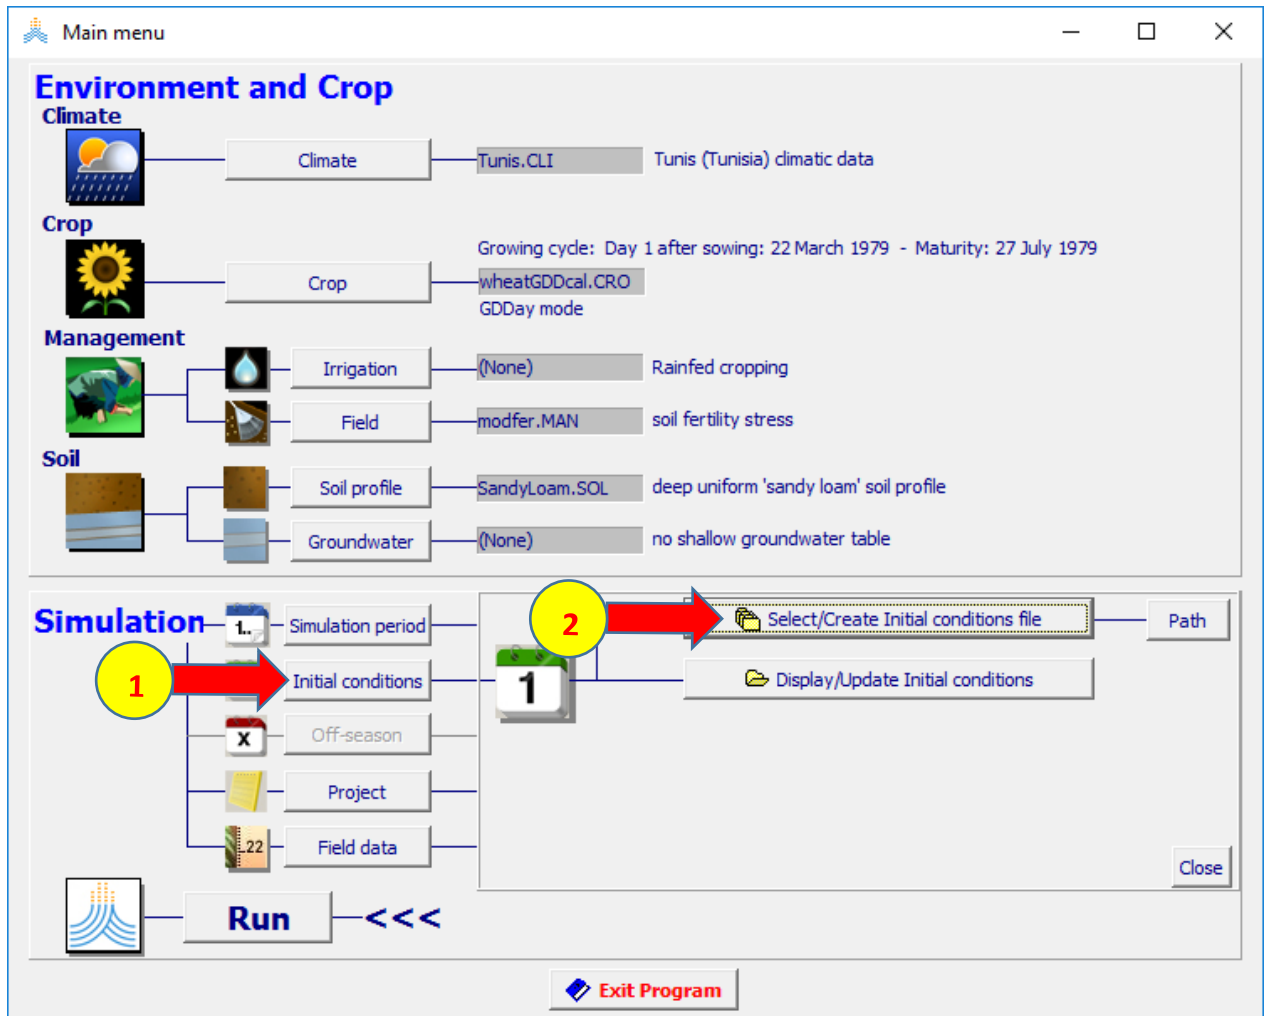 Main menu
Environment and Crop
Climate
Climate
Tunis.CLI
Tunis (Tunisia) climatic data
Crop
Growing cycle: Day 1 after sowing: 22 March 1979 - Maturity: 27 July 1979
Crop
wheatGDDcal.CRO
GDDay mode
Management
Irrigation
(None)
Rainfed cropping
Field
modfer.MAN
soil fertility stress
Soil
Soil profile
SandyLoam.SOL
deep uniform 'sandy loam' soil profile
Groundwater
(None)
no shallow groundwater table
Simulation
1..
Simulation period
2
Select/Create Initial conditions file
Path
1
Initial conditions
1
Display/Update Initial conditions
X
Off-season
Project
22
Field data
Close
Run
<<<
Exit Program